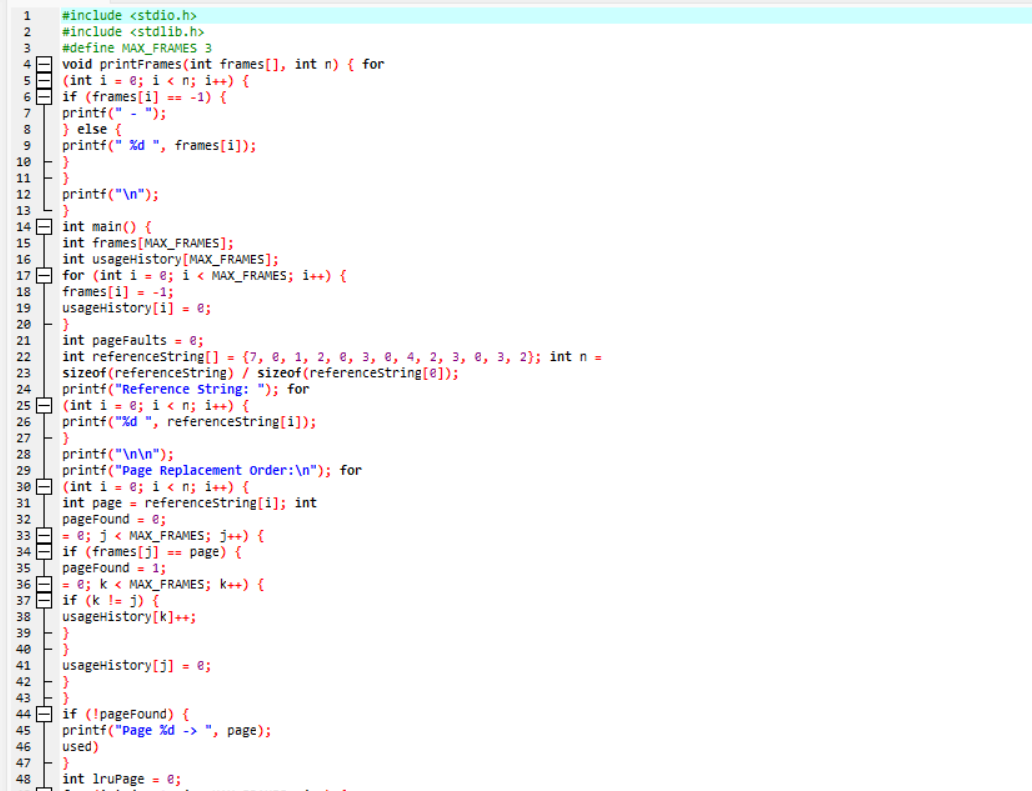 1 #include <stdio.h>
2 #include <stdlib.h>
3 #define MAX_FRAMES 3
4 void printFrames(int frames[], int n) { for
5 (int i = 0; i < n; i++) {
6 if (frames[i] == -1) {
7 printf(" - ");
8 } else {
9 printf(" %d ", frames[i]);
10 }
11 }
12 printf("\n");
13 }
14 int main() {
15 int frames[MAX_FRAMES];
16 int usageHistory[MAX_FRAMES];
17 for (int i = 0; i < MAX_FRAMES; i++) {
18 frames[i] = -1;
19 usageHistory[i] = 0;
20 }
21 int pageFaults = 0;
22 int referenceString[] = {7, 0, 1, 2, 0, 3, 0, 4, 2, 3, 0, 3, 2}; int n =
23 sizeof(referenceString) / sizeof(referenceString[0]);
24 printf("Reference String: "); for
25 (int i = 0; i < n; i++) {
26 printf("%d ", referenceString[i]);
27 }
28 printf("\n\n");
29 printf("Page Replacement Order:\n"); for
30 (int i = 0; i < n; i++) {
31 int page = referenceString[i]; int
32 pageFound = 0;
33 = 0; j < MAX_FRAMES; j++) {
34 if (frames[j] == page) {
35 pageFound = 1;
36 = 0; k < MAX_FRAMES; k++) {
37 if (k != j) {
38 usageHistory[k]++;
39 }
40 }
41 usageHistory[j] = 0;
42 }
43 }
44 if (!pageFound) {
45 printf("Page %d -> ", page);
46 used)
47 }
48 int lruPage = 0;